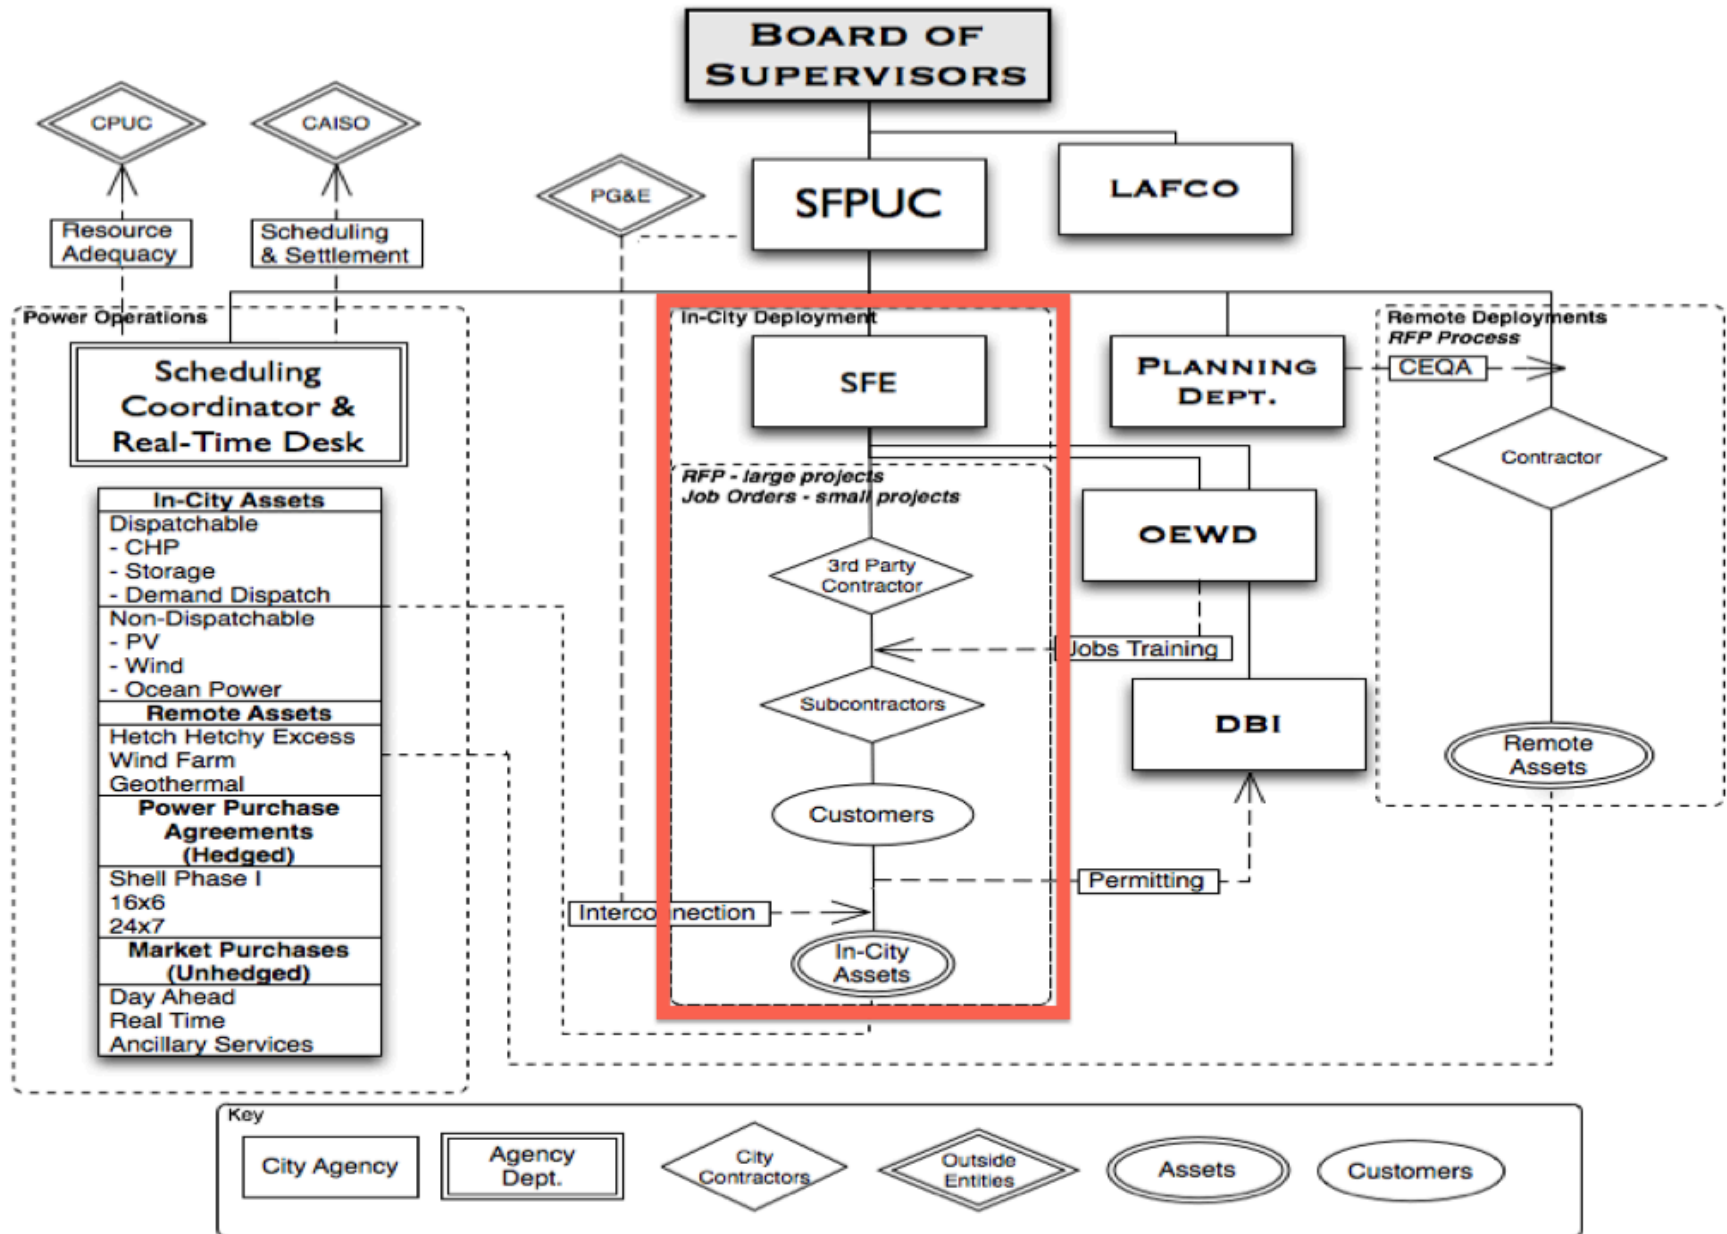 BOARD OF
SUPERVISORS
CPUC
CAISO
PG&E
SFPUC
LAFCO
Resource
Adequacy
Scheduling
& Settlement
Power Operations
In-City Deployment
Remote Deployments
RFP Process
Scheduling
Coordinator &
Real-Time Desk
SFE
PLANNING
DEPT.
CEQA
Contractor
RFP - large projects
Job Orders - small projects
In-City Assets
Dispatchable
- CHP
- Storage
- Demand Dispatch
Non-Dispatchable
- PV
- Wind
- Ocean Power
Remote Assets
Hetch Hetchy Excess
Wind Farm
Geothermal
Power Purchase
Agreements
(Hedged)
Shell Phase I
16x6
24x7
Market Purchases
(Unhedged)
Day Ahead
Real Time
Ancillary Services
3rd Party
Contractor
OEWD
Jobs Training
Subcontractors
DBI
Remote
Assets
Customers
Permitting
Interconnection
In-City
Assets
Key
City Agency
Agency
Dept.
City
Contractors
Outside
Entities
Assets
Customers